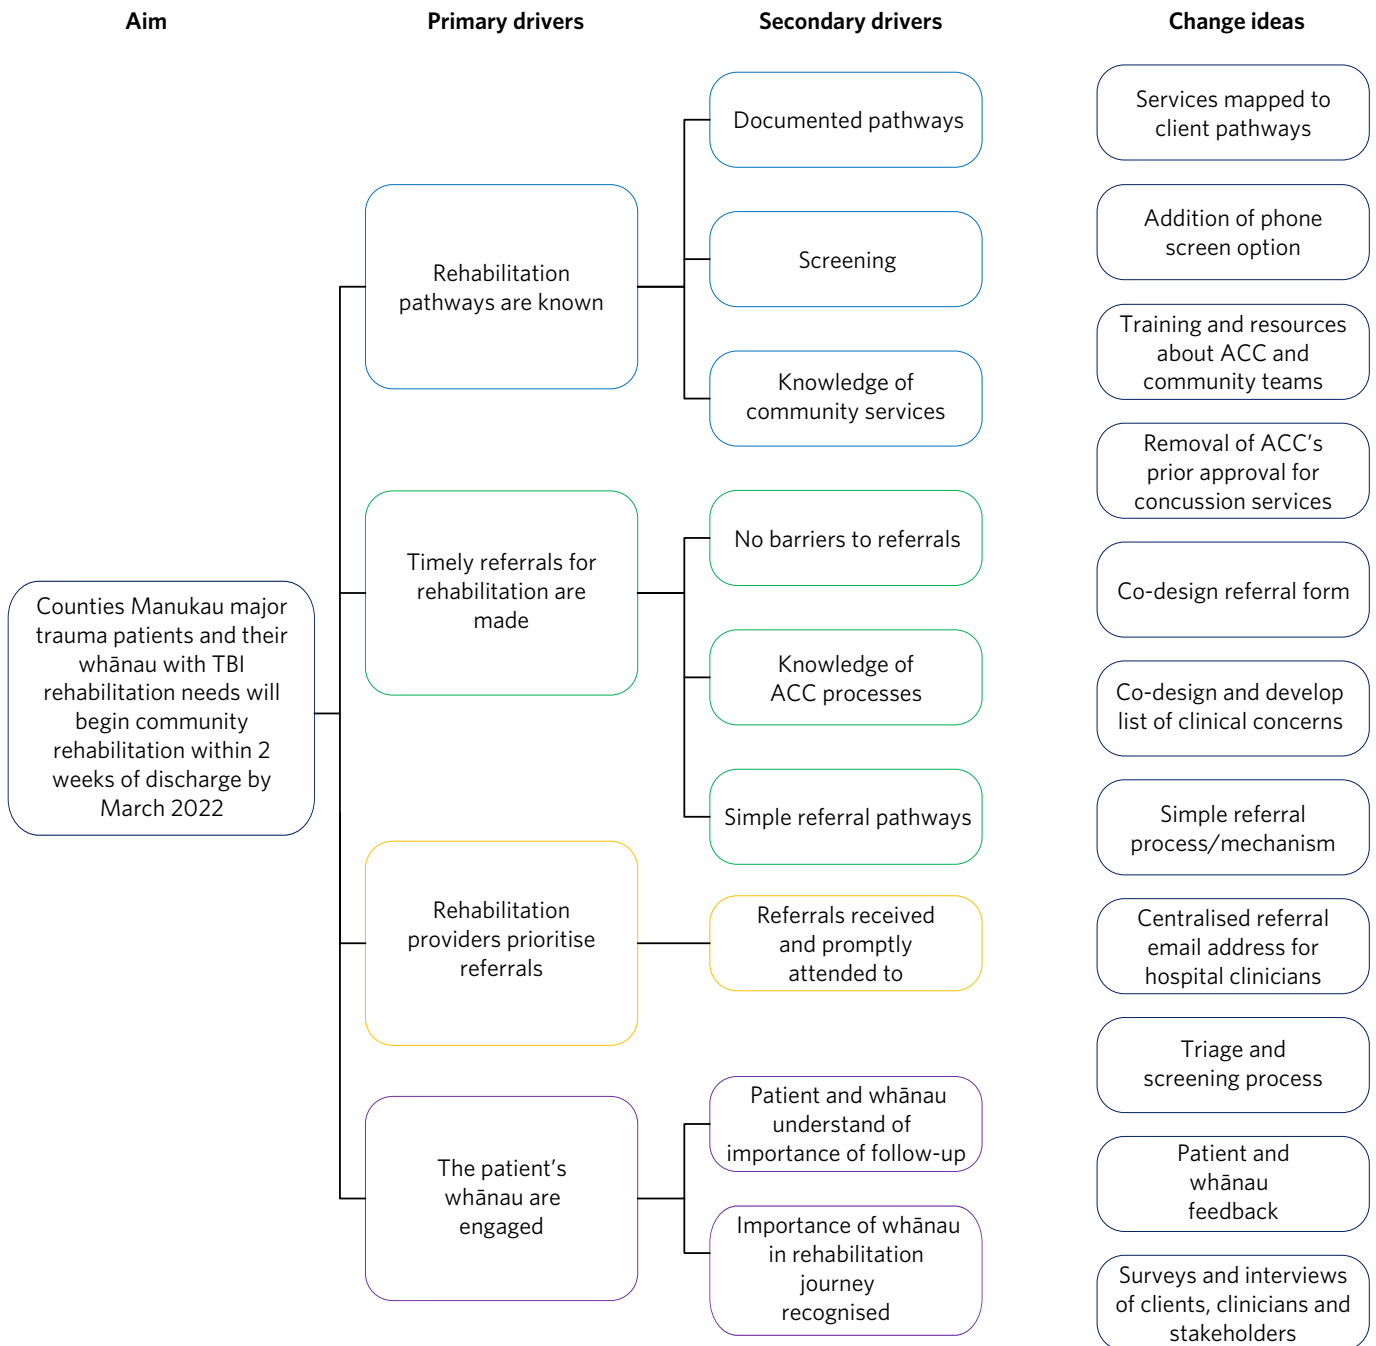 Aim
Primary drivers
Secondary drivers
Change ideas
Counties Manukau major
trauma patients and their
whānau with TBI
rehabilitation needs will
begin community
rehabilitation within 2
weeks of discharge by
March 2022
Rehabilitation
pathways are known
Timely referrals for
rehabilitation are
made
Rehabilitation
providers prioritise
referrals
The patient’s
whānau are
engaged
Documented pathways
Screening
Knowledge of
community services
No barriers to referrals
Knowledge of
ACC processes
Simple referral pathways
Referrals received
and promptly
attended to
Patient and whānau
understand of
importance of follow-up
Importance of whānau
in rehabilitation
journey
recognised
Services mapped to
client pathways
Addition of phone
screen option
Training and resources
about ACC and
community teams
Removal of ACC’s
prior approval for
concussion services
Co-design referral form
Co-design and develop
list of clinical concerns
Simple referral
process/mechanism
Centralised referral
email address for
hospital clinicians
Triage and
screening process
Patient and
whānau
feedback
Surveys and interviews
of clients, clinicians and
stakeholders